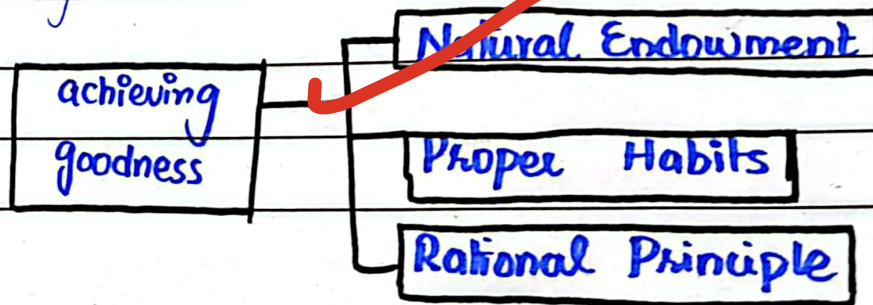 Natural Endowment
achieving
goodness
Proper Habits
Rational Principle